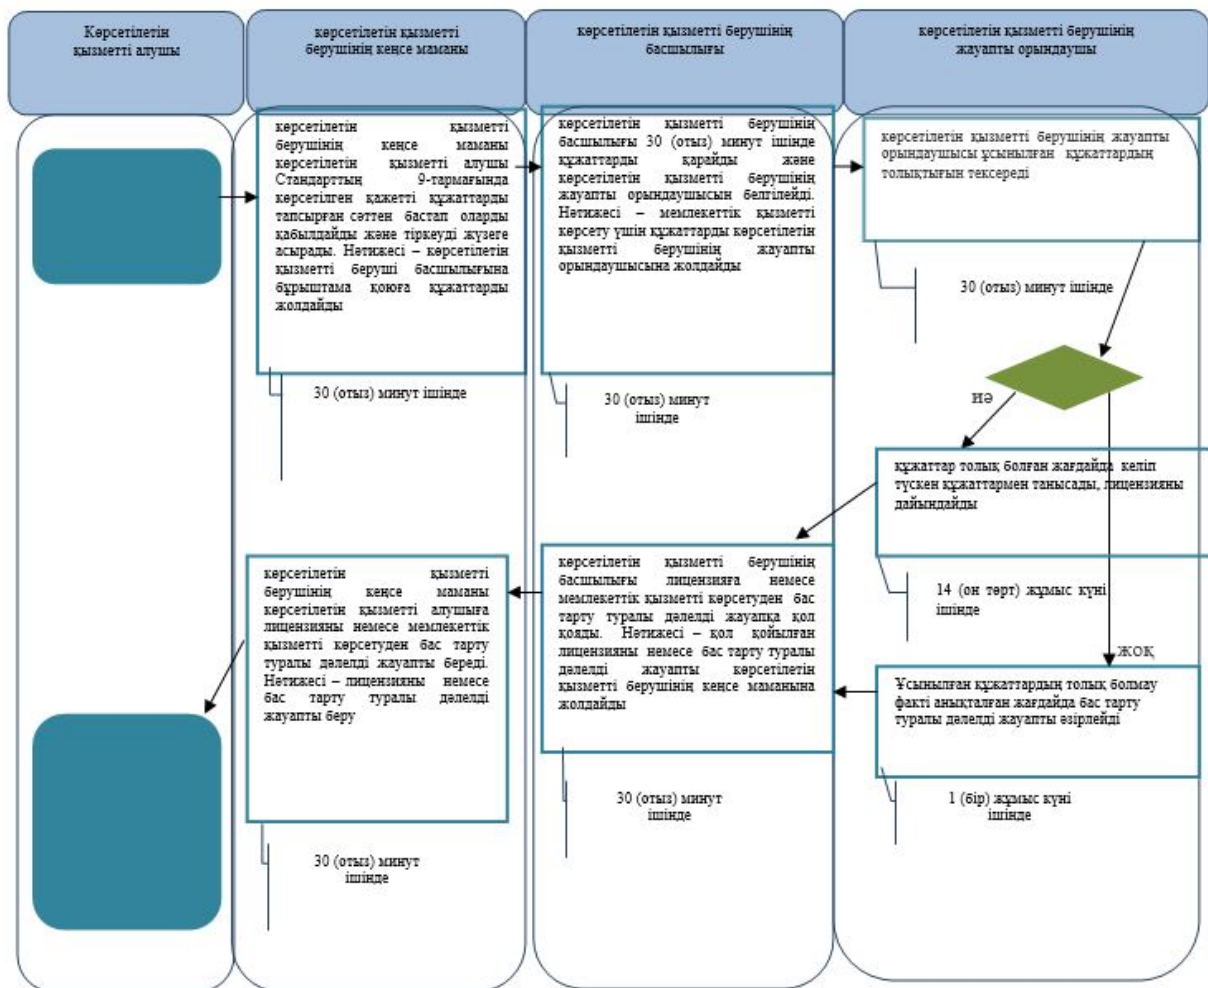 Көрсетілетін
қызметті алушы
көрсетілетін қызметті
берушінің кеңсе маманы
көрсетілетін қызметті берушінің
басшылығы
көрсетілетін қызметті берушінің
жауапты орындаушы
көрсетілетін қызметті
берушінің кеңсе маманы
көрсетілетін қызметті алушы
Стандарттың 9-тармағында
көрсетілген қажетті құжаттарды
тапсырған сәттен бастап оларды
қабылдайды және тіркеуді жүзеге
асырады. Нәтижесі – көрсетілетін
қызметті беруші басшылығына
бұрыштама қоюға құжаттарды
жолдайды
30 (отыз) минут ішінде
көрсетілетін қызметті берушінің
басшылығы 30 (отыз) минут ішінде
құжаттарды қарайды және
көрсетілетін қызметті берушінің
жауапты орындаушысын белгілейді.
Нәтижесі – мемлекеттік қызметті
көрсету үшін құжаттарды көрсетілетін
қызметті берушінің жауапты
орындаушысына жолдайды
30 (отыз) минут
ішінде
көрсетілетін қызметті берушінің жауапты
орындаушысы ұсынылған құжаттардың
толықтығын тексереді
30 (отыз) минут ішінде
иә
құжаттар толық болған жағдайда келіп
түскен құжаттармен танысады, лицензияны
дайындайды
14 (он төрт) жұмыс күні
ішінде
жоқ
Ұсынылған құжаттардың толық болмау
факті анықталған жағдайда бас тарту
туралы дәлелді жауапты әзірлейді
1 (бір) жұмыс күні
ішінде
көрсетілетін қызметті берушінің
басшылығы лицензияға немесе
мемлекеттік қызметті көрсетуден бас
тарту туралы дәлелді жауапқа қол
қояды. Нәтижесі – қол қойылған
лицензияны немесе бас тарту туралы
дәлелді жауапты көрсетілетін
қызметті берушінің кеңсе маманына
жолдайды
30 (отыз) минут
ішінде
көрсетілетін қызметті
берушінің кеңсе маманы
көрсетілетін қызметті алушыға
лицензияны немесе мемлекеттік
қызметті көрсетуден бас тарту
туралы дәлелді жауапты береді.
Нәтижесі – лицензияны немесе
бас тарту туралы дәлелді
жауапты беру
30 (отыз) минут
ішінде